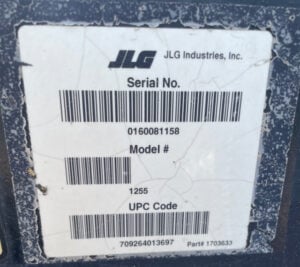 JLG JLG Industries, Inc.
Serial No.
0160081158
Model #
1255
UPC Code
709264013697 Part# 1703633